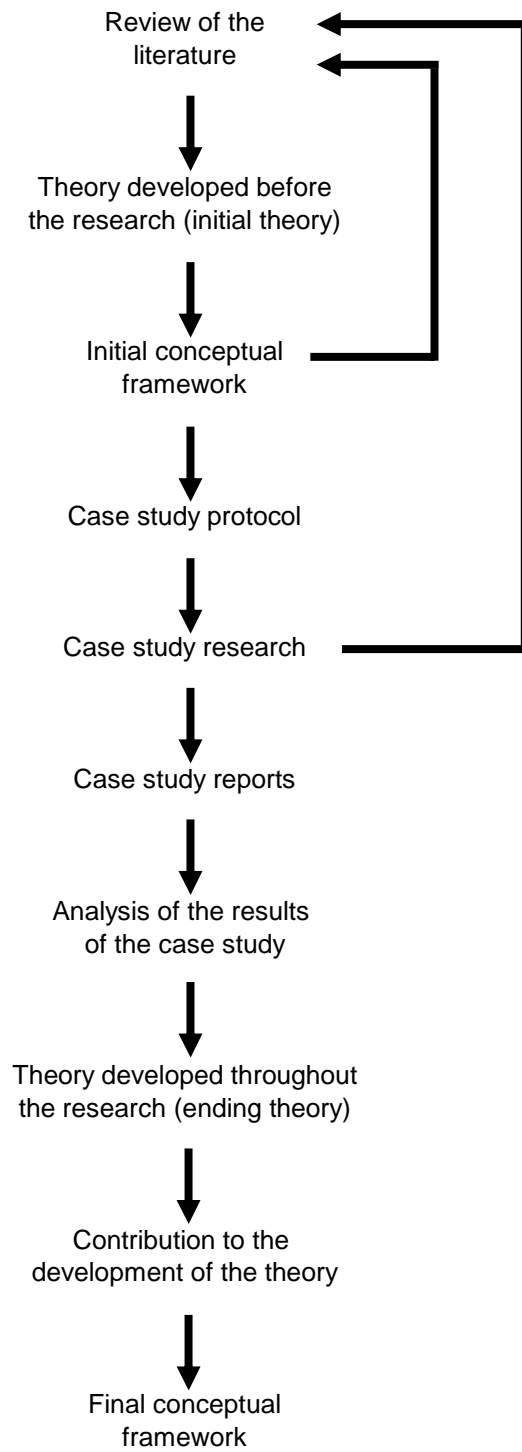 Review of the
literature
Theory developed before
the research (initial theory)
Initial conceptual
framework
Case study protocol
Case study research
Case study reports
Analysis of the results
of the case study
Theory developed throughout
the research (ending theory)
Contribution to the
development of the theory
Final conceptual
framework